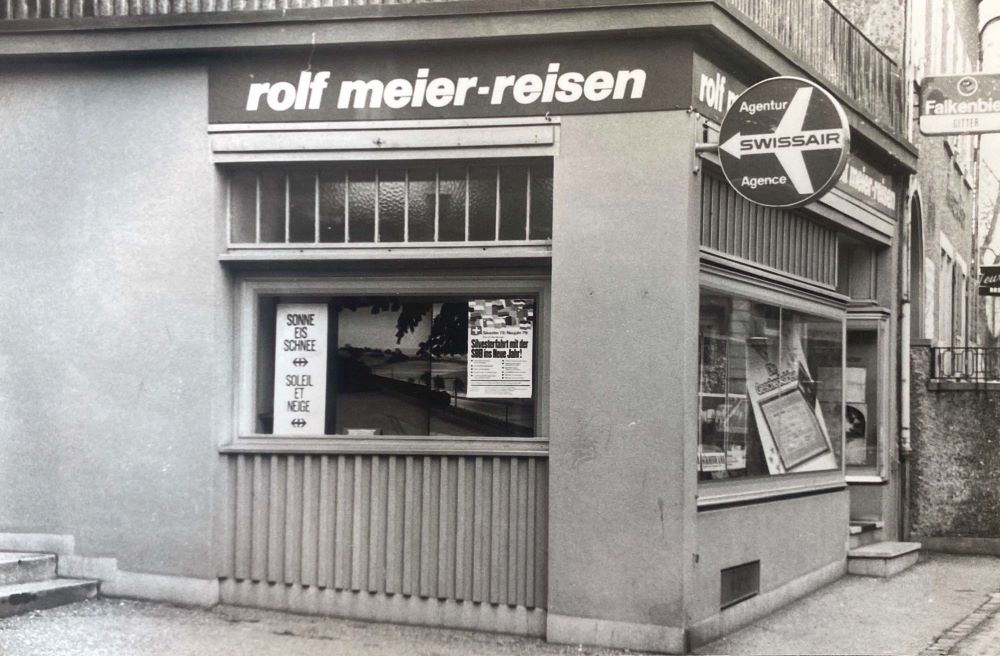 rolf meier-reisen
rolf m
meier-reisen
Agentur
SWISSAIR
Agence
Falkenbie
GITTER
SONNE
EIS
SCHNEE
SOLEIL
ET
NEIGE
Silvesterfahrt mit der
SBB ins Neue Jahr!